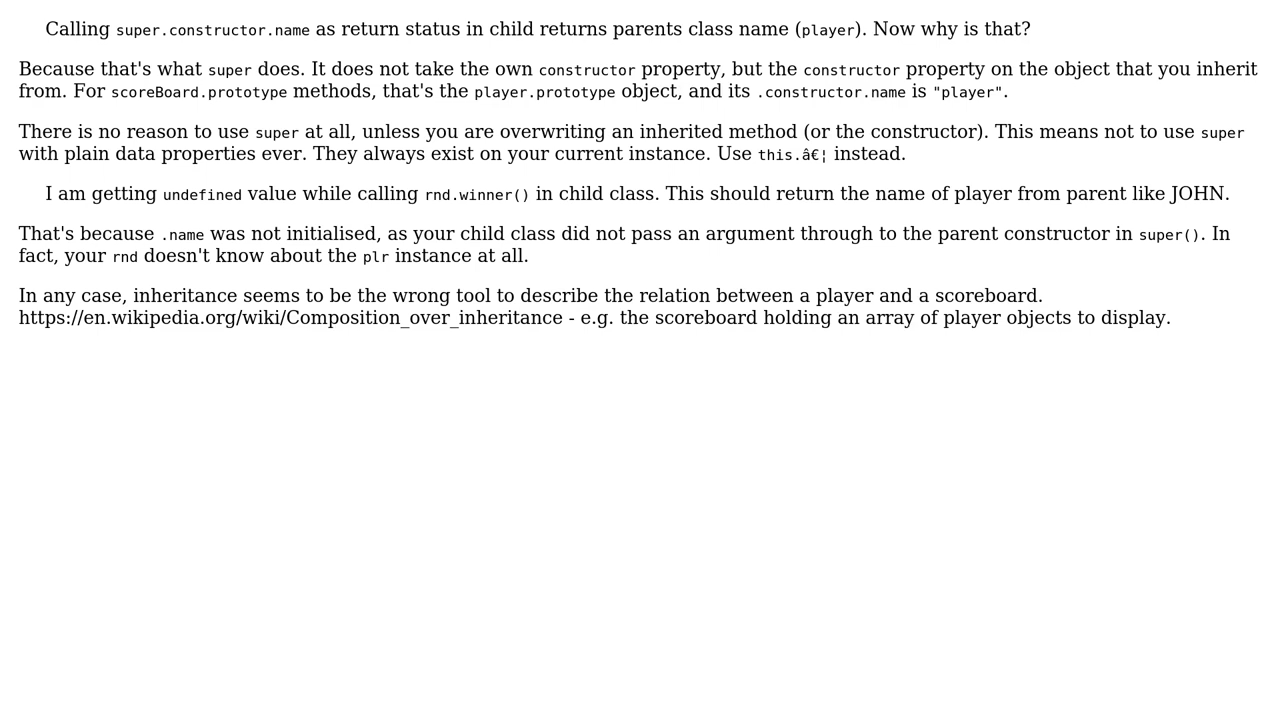 Calling super.constructor.name as return status in child returns parents class name (player). Now why is that?
Because that's what super does. It does not take the own constructor property, but the constructor property on the object that you inherit
from. For scoreBoard.prototype methods, that's the player.prototype object, and its .constructor.name is "player".
There is no reason to use super at all, unless you are overwriting an inherited method (or the constructor). This means not to use super
with plain data properties ever. They always exist on your current instance. Use this.â€¦ instead.
I am getting undefined value while calling rnd.winner() in child class. This should return the name of player from parent like JOHN.
That's because .name was not initialised, as your child class did not pass an argument through to the parent constructor in super(). In
fact, your rnd doesn't know about the plr instance at all.
In any case, inheritance seems to be the wrong tool to describe the relation between a player and a scoreboard.
https://en.wikipedia.org/wiki/Composition_over_inheritance - e.g. the scoreboard holding an array of player objects to display.